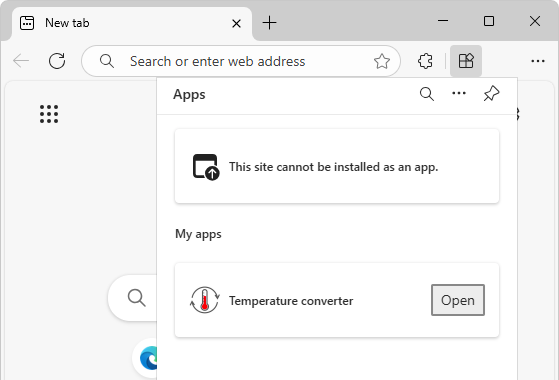 New tab
Search or enter web address
Apps
This site cannot be installed as an app.
My apps
Temperature converter
Open